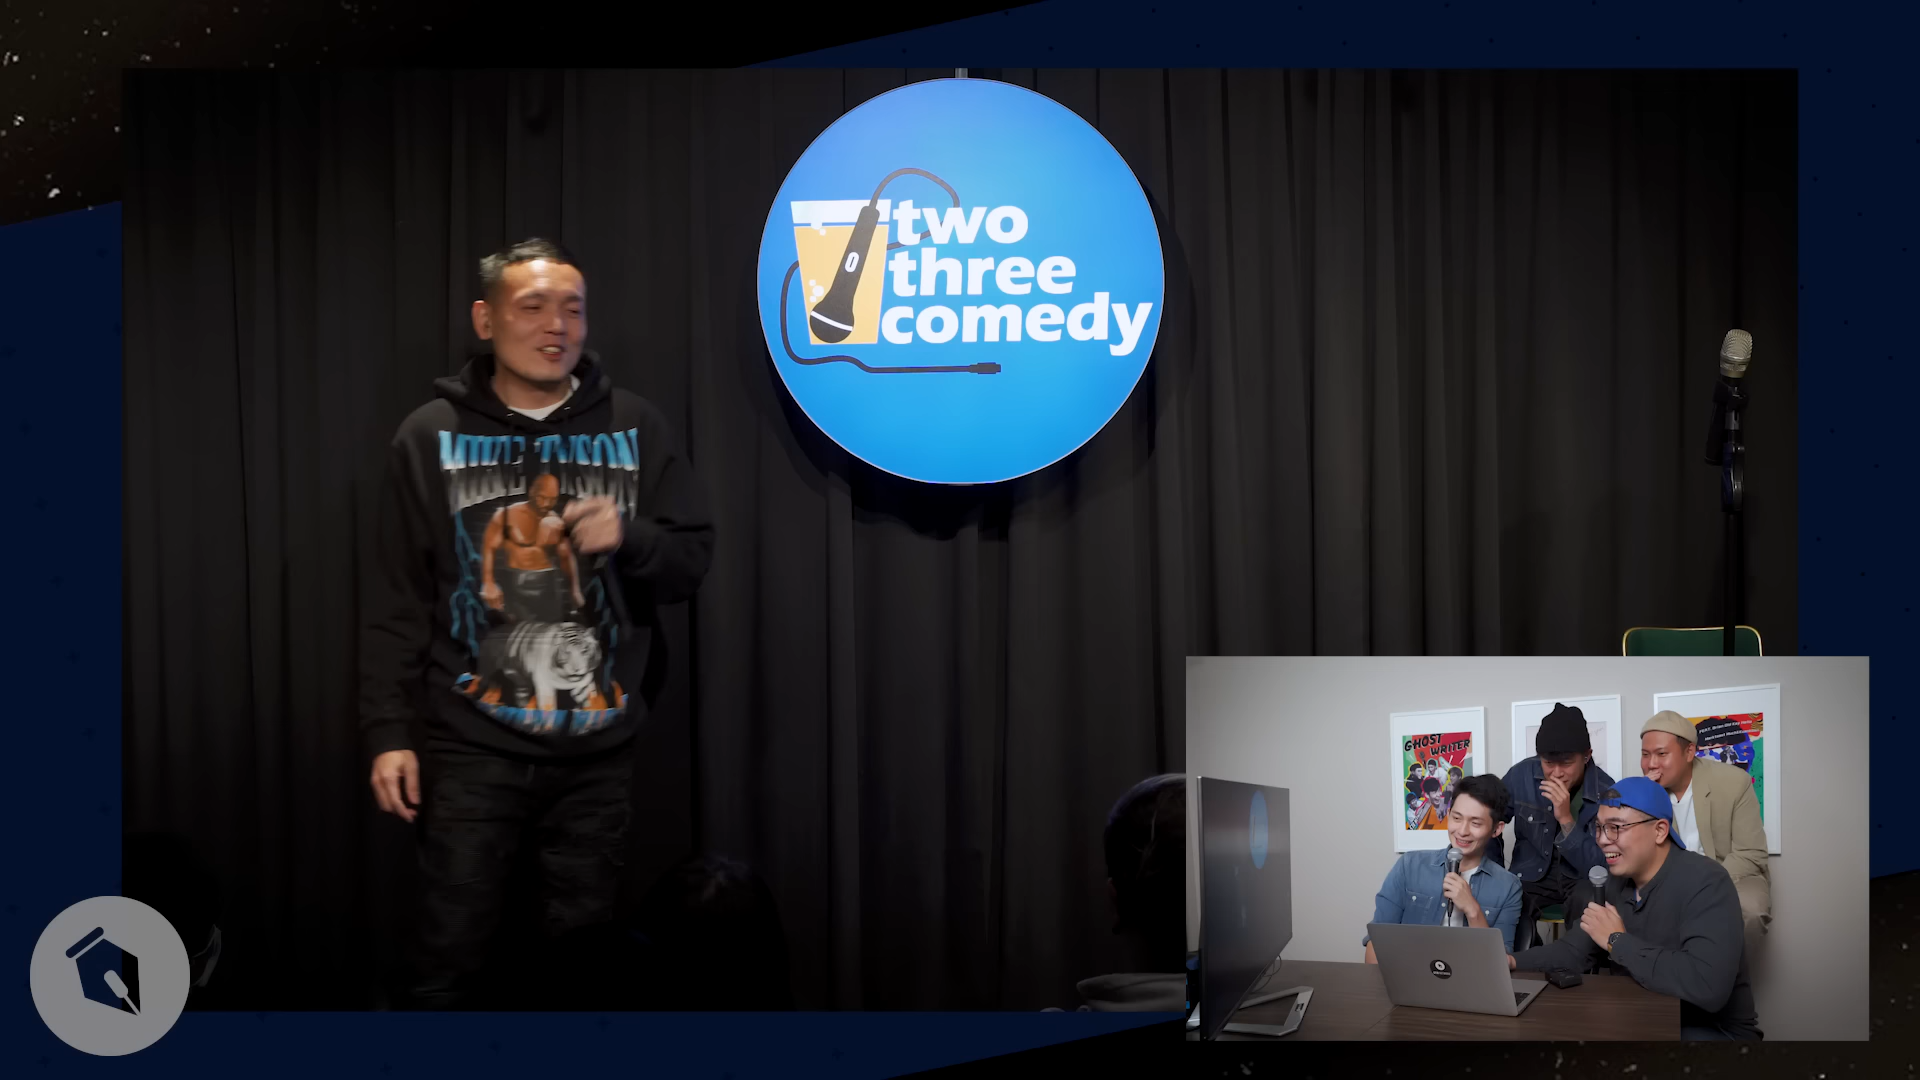 two
three
comedy
MIKE TYSON
GHOST
WRITER